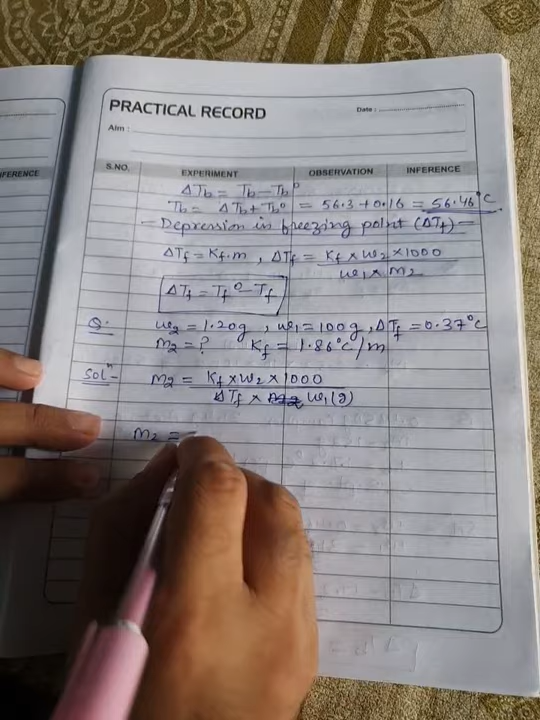 PRACTICAL RECORD
Date :
Aim :
FERENCE
S.NO. EXPERIMENT OBSERVATION INFERENCE
ΔTb = Tb - Tb°
Tb = ΔTb + Tb° = 56.3 + 0.16 = 56.46°C
- Depression in freezing point (ΔTf) -
ΔTf = Kf.m , ΔTf = Kf × w2 × 1000
w1 × m2
ΔTf = Tf° - Tf
Q: w2 = 1.20g , w1 = 100g , ΔTf = 0.37°C
m2 = ? Kf = 1.86°C/m
Solⁿ- m2 = Kf × w2 × 1000
ΔTf × w1(g)
m2 =